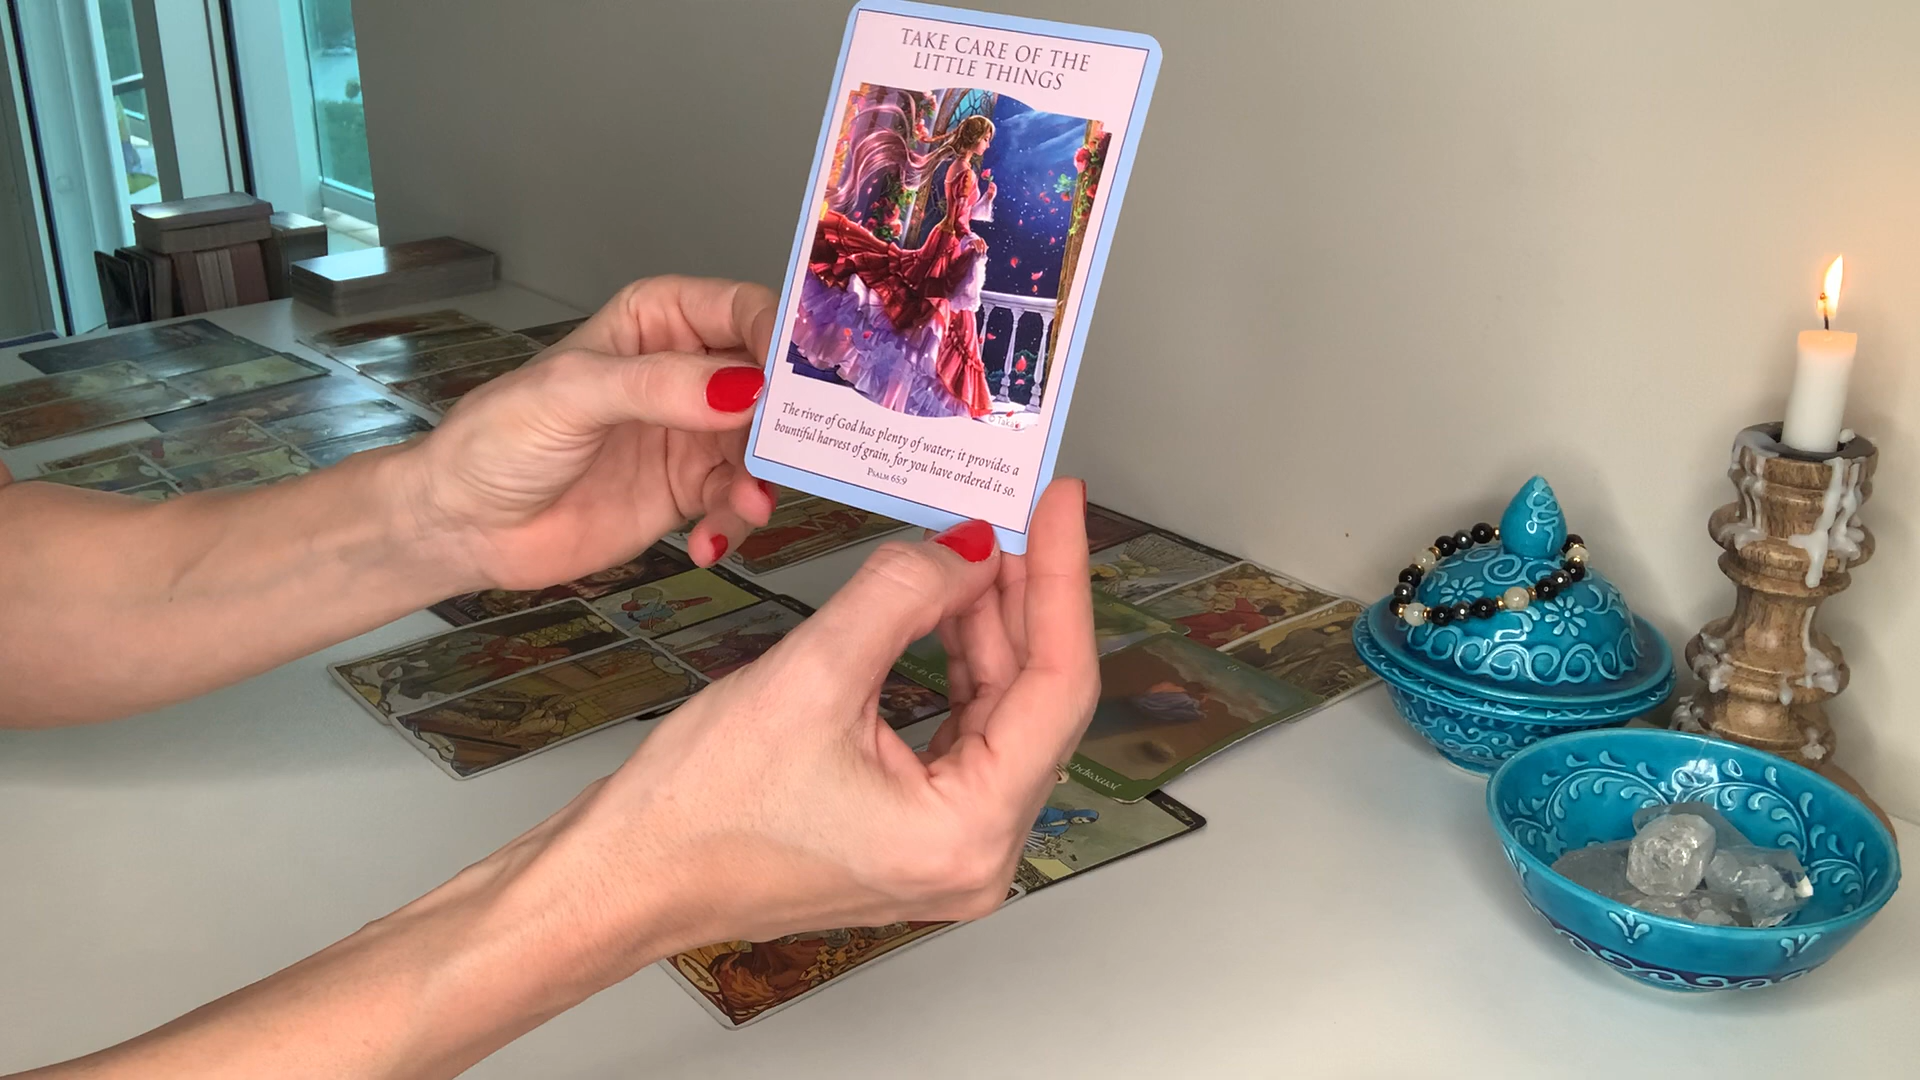 TAKE CARE OF THE
LITTLE THINGS
© Taka
The river of God has plenty of water; it provides a
bountiful harvest of grain, for you have ordered it so.
PSALM 65:9